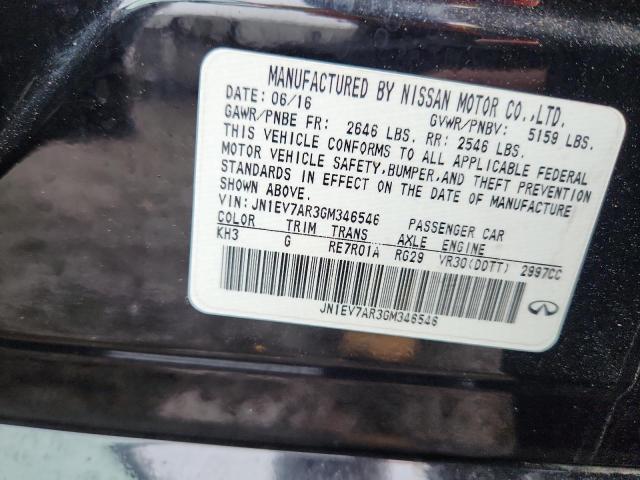 MANUFACTURED BY NISSAN MOTOR CO.,LTD.
DATE: 06/16 GVWR/PNBV: 5159 LBS.
GAWR/PNBE FR: 2646 LBS. RR: 2546 LBS.
THIS VEHICLE CONFORMS TO ALL APPLICABLE FEDERAL
MOTOR VEHICLE SAFETY,BUMPER,AND THEFT PREVENTION
STANDARDS IN EFFECT ON THE DATE OF MANUFACTURE
SHOWN ABOVE.
VIN: JN1EV7AR3GM346546 PASSENGER CAR
COLOR TRIM TRANS AXLE ENGINE
KH3 G RE7R01A RG29 VR30(DDTT) 2997CC
JN1EV7AR3GM346546